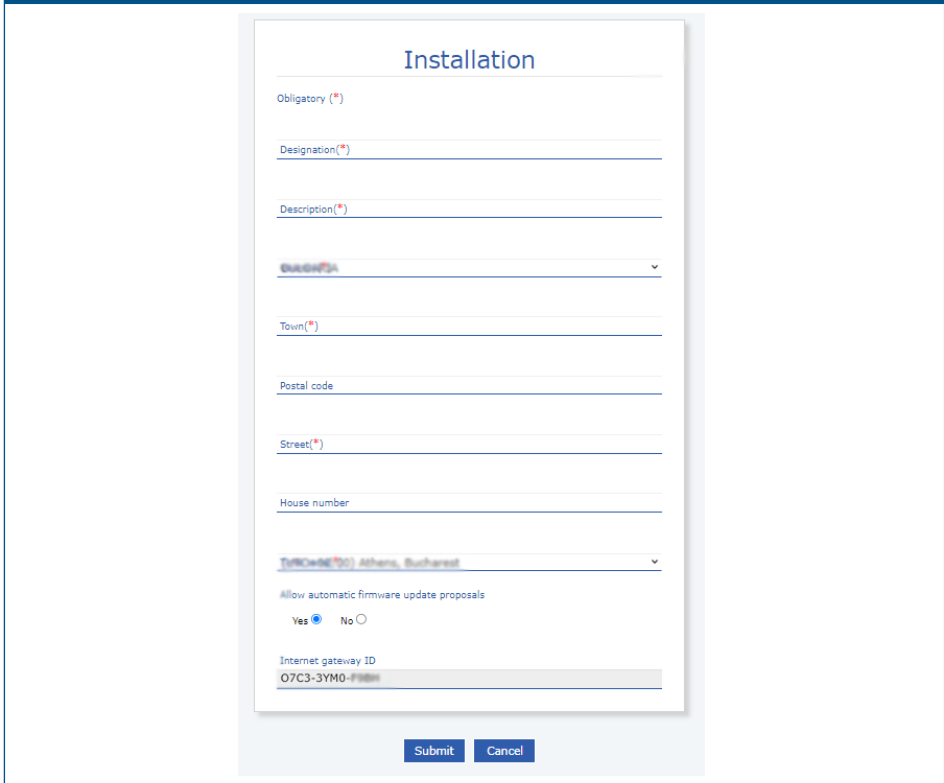 Installation
Obligatory (*)
Designation(*)
Description(*)
Town(*)
Postal code
Street(*)
House number
Athens, Bucharest
Allow automatic firmware update proposals
Yes No
Internet gateway ID
O7C3-3YM0-
Submit Cancel